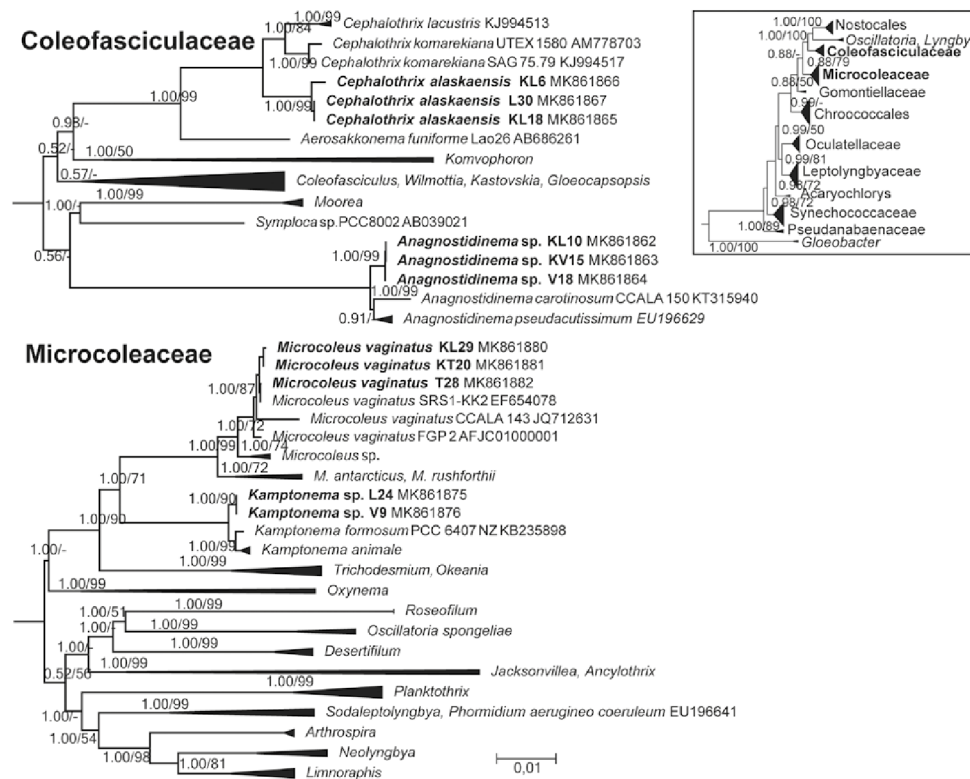 Coleofasciculaceae
1.00/99
1.00/84
Cephalothrix lacustris KJ994513
Cephalothrix komarekiana UTEX 1580 AM778703
1.00/99
Cephalothrix komarekiana SAG 75.79 KJ994517
Cephalothrix alaskaensis KL6 MK861866
1.00/99
Cephalothrix alaskaensis L30 MK861867
1.00/99
Cephalothrix alaskaensis KL18 MK861865
0.98/-
Aerosakkonema funiforme Lao26 AB686261
0.52/-
1.00/50
Komvophoron
0.57/-
Coleofasciculus, Wilmottia, Kastovskia, Gloeocapsopsis
1.00/99
1.00/-
Moorea
Symploca sp. PCC8002 AB039021
0.56/-
Anagnostidinema sp. KL10 MK861862
1.00/99
Anagnostidinema sp. KV15 MK861863
Anagnostidinema sp. V18 MK861864
1.00/99
Anagnostidinema carotinosum CCALA 150 KT315940
0.91/-
Anagnostidinema pseudacutissimum EU196629
1.00/100
Nostocales
1.00/100
Oscillatoria, Lyngby
0.88/-
Coleofasciculaceae
0.88/79
Microcoleaceae
0.88/50
Gomontiellaceae
0.99/-
Chroococcales
0.99/50
Oculatellaceae
0.99/81
Leptolyngbyaceae
0.98/72
Acaryochlorys
0.98/72
Synechococcaceae
1.00/89
Pseudanabaenaceae
1.00/100
Gloeobacter
Microcoleaceae
Microcoleus vaginatus KL29 MK861880
Microcoleus vaginatus KT20 MK861881
1.00/87
Microcoleus vaginatus T28 MK861882
Microcoleus vaginatus SRS1-KK2 EF654078
Microcoleus vaginatus CCALA 143 JQ712631
1.00/72
Microcoleus vaginatus FGP 2 AFJC01000001
1.00/99
1.00/74
Microcoleus sp.
1.00/72
M. antarcticus, M. rushforthii
1.00/71
1.00/90
Kamptonema sp. L24 MK861875
Kamptonema sp. V9 MK861876
1.00/90
Kamptonema formosum PCC 6407 NZ KB235898
1.00/99
Kamptonema animale
1.00/-
1.00/99
Trichodesmium, Okeania
1.00/99
Oxynema
1.00/99
1.00/51
Roseofilum
1.00/-
1.00/99
Oscillatoria spongeliae
1.00/-
1.00/99
Desertifilum
0.52/50
1.00/99
Jacksonvillea, Ancylothrix
1.00/99
Planktothrix
1.00/99
1.00/-
Sodaleptolyngbya, Phormidium aerugineo coeruleum EU196641
1.00/54
Arthrospira
1.00/98
Neolyngbya
1.00/81
Limnoraphis
0,01